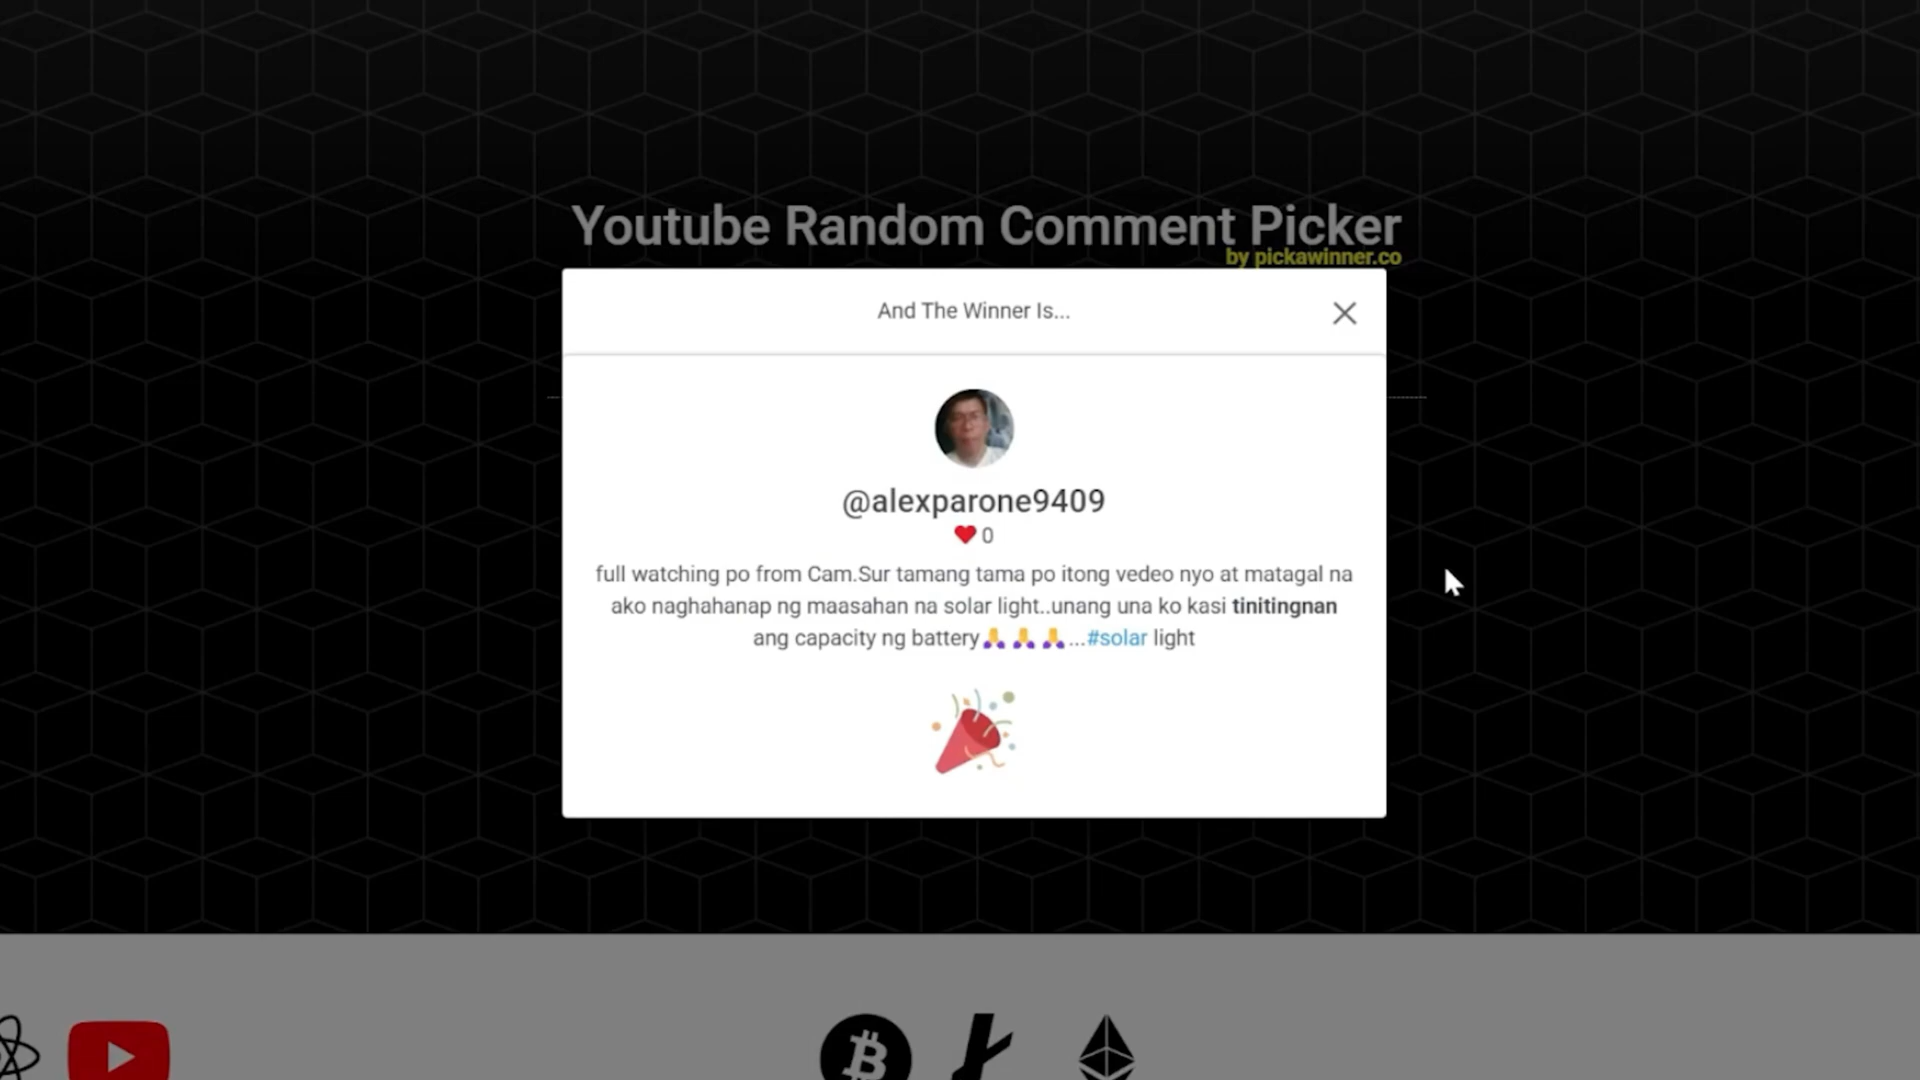 Youtube Random Comment Picker
by pickawinner.co
And The Winner Is...
@alexparone9409
❤ 0
full watching po from Cam.Sur tamang tama po itong vedeo nyo at matagal na
ako naghahanap ng maasahan na solar light..unang una ko kasi tinitingnan
ang capacity ng battery🙏🙏🙏...#solar light